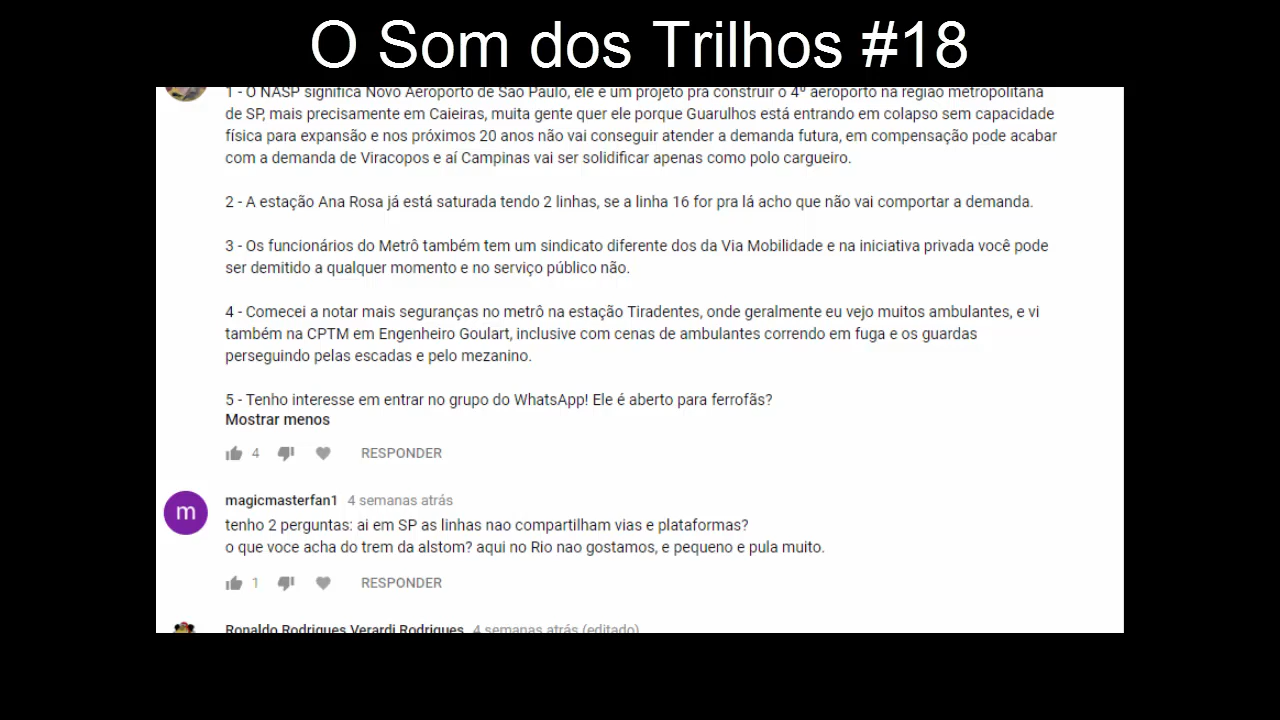 O Som dos Trilhos #18
1 - O NASP significa Novo Aeroporto de São Paulo, ele é um projeto pra construir o 4º aeroporto na região metropolitana
de SP, mais precisamente em Caieiras, muita gente quer ele porque Guarulhos está entrando em colapso sem capacidade
física para expansão e nos próximos 20 anos não vai conseguir atender a demanda futura, em compensação pode acabar
com a demanda de Viracopos e aí Campinas vai ser solidificar apenas como polo cargueiro.
2 - A estação Ana Rosa já está saturada tendo 2 linhas, se a linha 16 for pra lá acho que não vai comportar a demanda.
3 - Os funcionários do Metrô também tem um sindicato diferente dos da Via Mobilidade e na iniciativa privada você pode
ser demitido a qualquer momento e no serviço público não.
4 - Comecei a notar mais seguranças no metrô na estação Tiradentes, onde geralmente eu vejo muitos ambulantes, e vi
também na CPTM em Engenheiro Goulart, inclusive com cenas de ambulantes correndo em fuga e os guardas
perseguindo pelas escadas e pelo mezanino.
5 - Tenho interesse em entrar no grupo do WhatsApp! Ele é aberto para ferrofãs?
Mostrar menos
4 RESPONDER
m
magicmasterfan1 4 semanas atrás
tenho 2 perguntas: ai em SP as linhas nao compartilham vias e plataformas?
o que voce acha do trem da alstom? aqui no Rio nao gostamos, e pequeno e pula muito.
1 RESPONDER
Ronaldo Rodrigues Verardi Rodrigues 4 semanas atrás (editado)